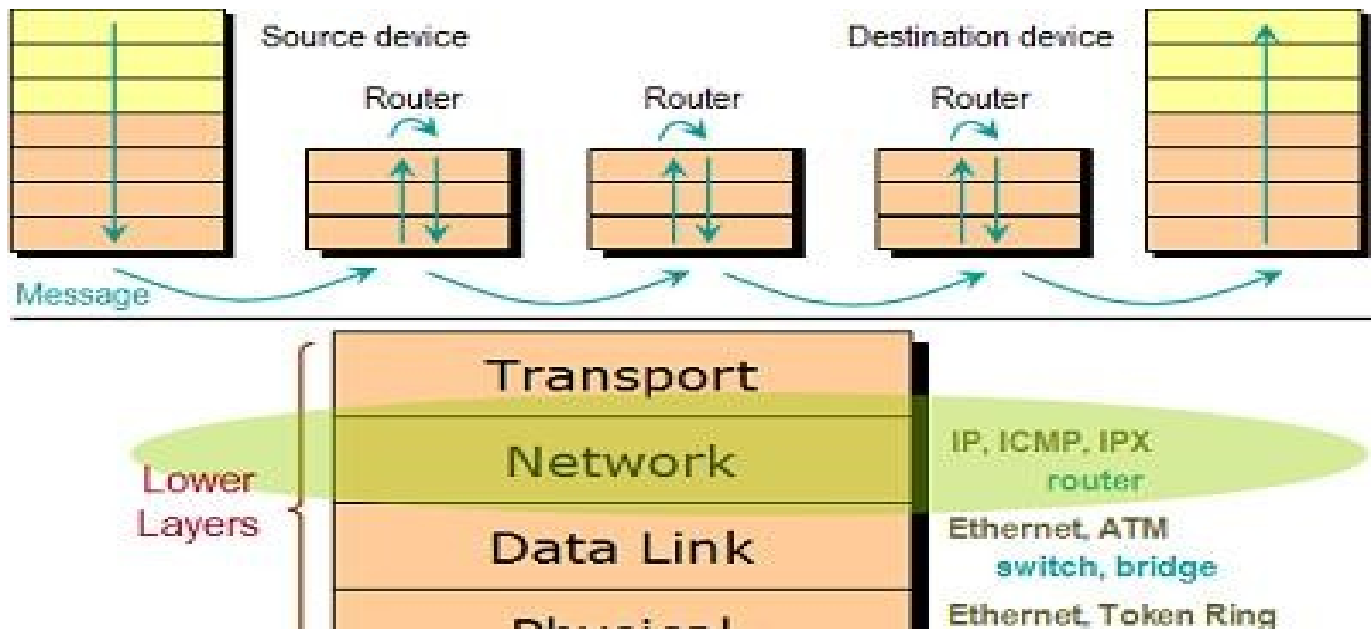 Source device
Destination device
Router
Router
Router
Message
Transport
Network
IP, ICMP, IPX
router
Lower
Layers
Data Link
Ethernet, ATM
switch, bridge
Physical
Ethernet, Token Ring